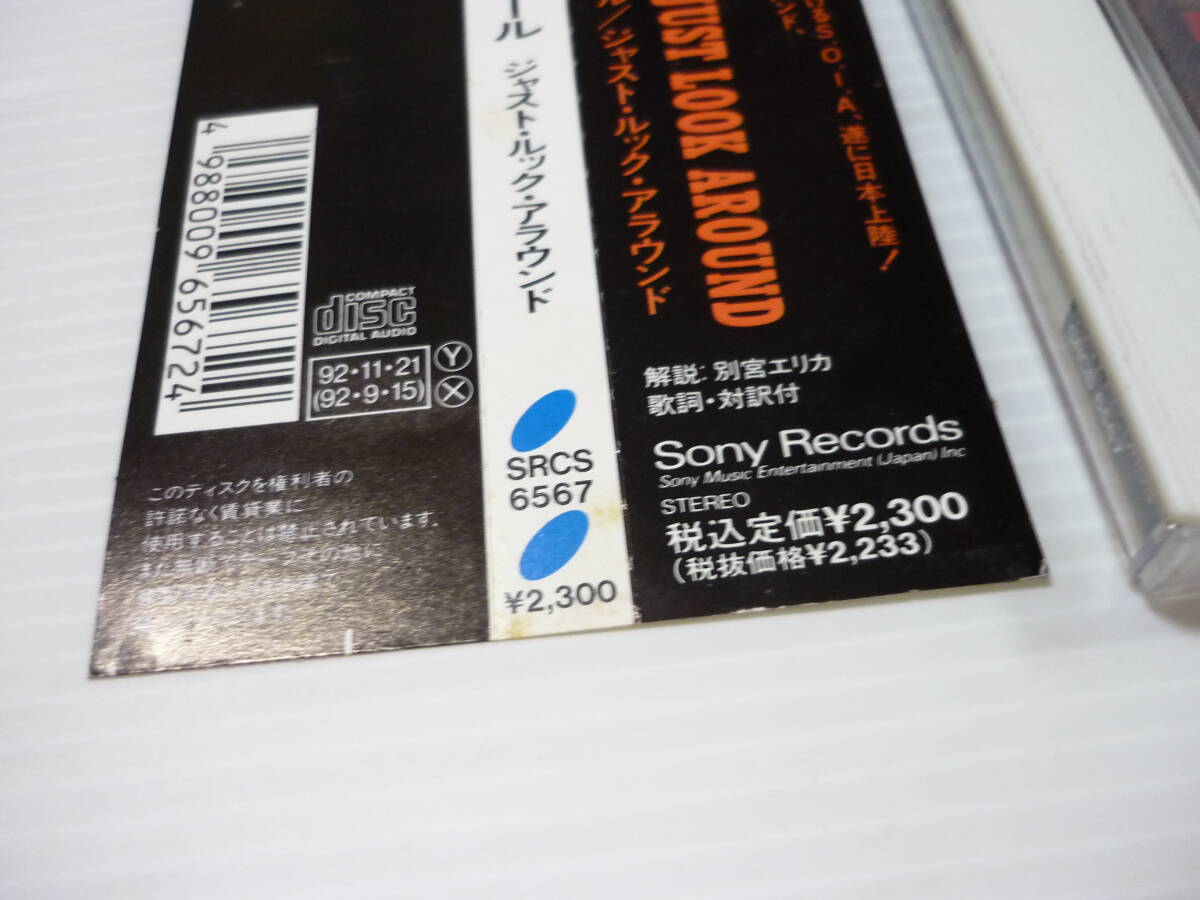 4 988009 656724
COMPACT
disc
DIGITAL AUDIO
92・11・21
(92・9・15)
Y
X
このディスクを権利者の
許諾なく賃貸業に
使用することは禁止されています。
ール ジャスト・ルック・アラウンド
SRCS
6567
¥2,300
S.O.I.A、遂に日本上陸!
ンド、
JUST LOOK AROUND
ル/ジャスト・ルック・アラウンド
解説: 別宮エリカ
歌詞・対訳付
Sony Records
Sony Music Entertainment (Japan) Inc
STEREO
税込定価¥2,300
(税抜価格¥2,233)